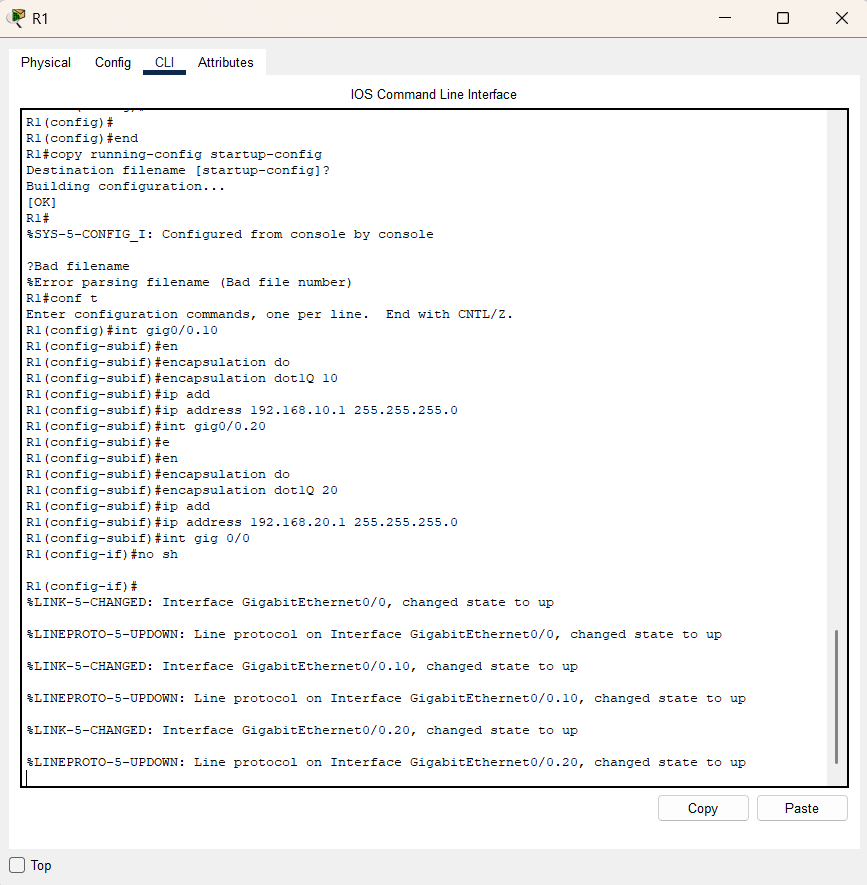 R1
Physical Config CLI Attributes
IOS Command Line Interface
R1(config)#
R1(config)#end
R1#copy running-config startup-config
Destination filename [startup-config]?
Building configuration...
[OK]
R1#
%SYS-5-CONFIG_I: Configured from console by console
?Bad filename
%Error parsing filename (Bad file number)
R1#conf t
Enter configuration commands, one per line.  End with CNTL/Z.
R1(config)#int gig0/0.10
R1(config-subif)#en
R1(config-subif)#encapsulation do
R1(config-subif)#encapsulation dot1Q 10
R1(config-subif)#ip add
R1(config-subif)#ip address 192.168.10.1 255.255.255.0
R1(config-subif)#int gig0/0.20
R1(config-subif)#e
R1(config-subif)#en
R1(config-subif)#encapsulation do
R1(config-subif)#encapsulation dot1Q 20
R1(config-subif)#ip add
R1(config-subif)#ip address 192.168.20.1 255.255.255.0
R1(config-subif)#int gig 0/0
R1(config-if)#no sh
R1(config-if)#
%LINK-5-CHANGED: Interface GigabitEthernet0/0, changed state to up
%LINEPROTO-5-UPDOWN: Line protocol on Interface GigabitEthernet0/0, changed state to up
%LINK-5-CHANGED: Interface GigabitEthernet0/0.10, changed state to up
%LINEPROTO-5-UPDOWN: Line protocol on Interface GigabitEthernet0/0.10, changed state to up
%LINK-5-CHANGED: Interface GigabitEthernet0/0.20, changed state to up
%LINEPROTO-5-UPDOWN: Line protocol on Interface GigabitEthernet0/0.20, changed state to up
Copy Paste
Top